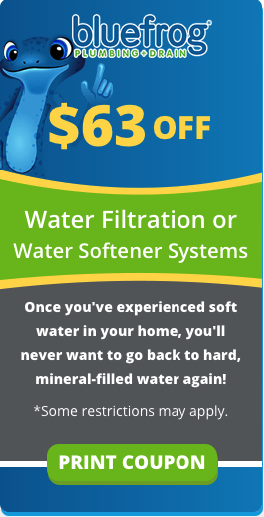 bluefrog®
PLUMBING + DRAIN
$63 OFF
Water Filtration or
Water Softener Systems
Once you've experienced soft
water in your home, you'll
never want to go back to hard,
mineral-filled water again!
*Some restrictions may apply.
PRINT COUPON